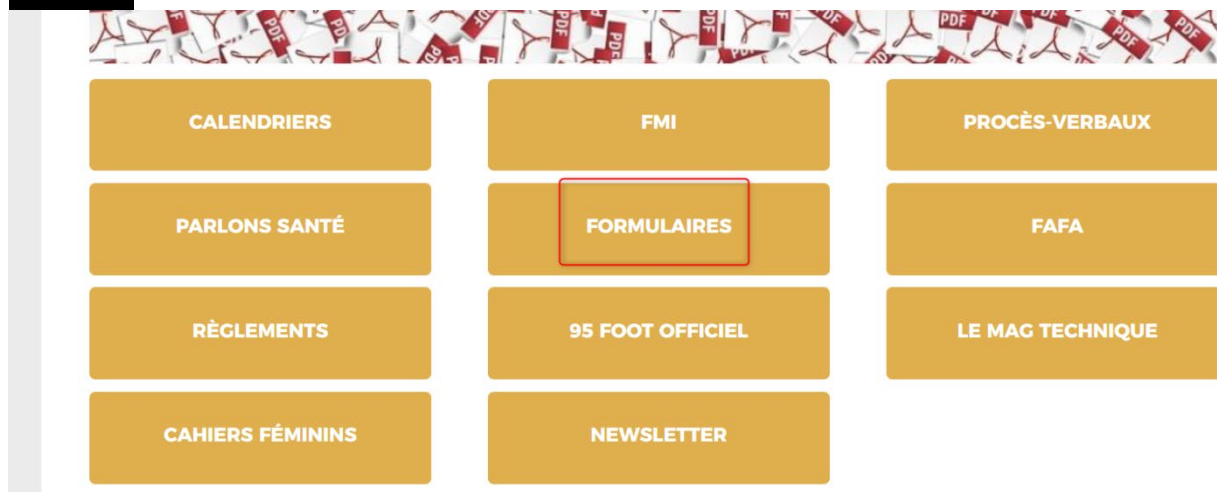 CALENDRIERS
FMI
PROCÈS-VERBAUX
PARLONS SANTÉ
FORMULAIRES
FAFA
RÈGLEMENTS
95 FOOT OFFICIEL
LE MAG TECHNIQUE
CAHIERS FÉMININS
NEWSLETTER